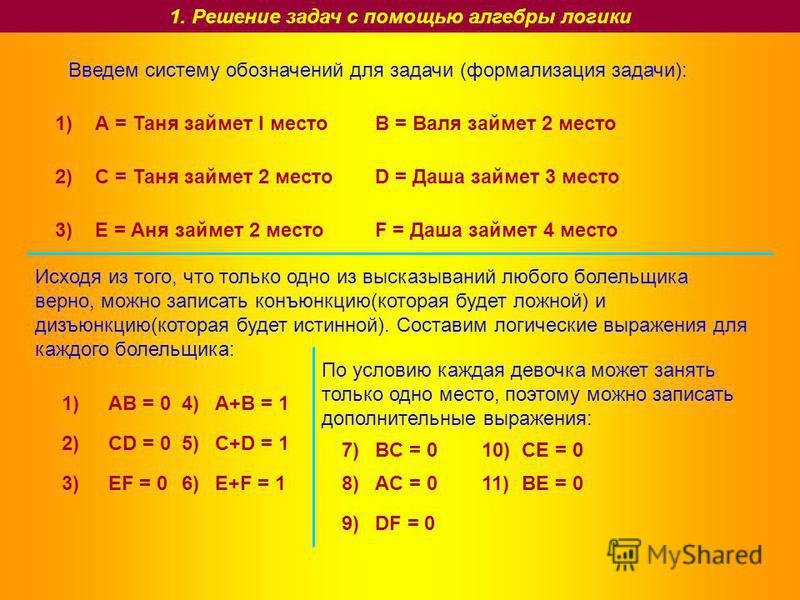 1. Решение задач с помощью алгебры логики
Введем систему обозначений для задачи (формализация задачи):
1) A = Таня займет I место B = Валя займет 2 место
2) C = Таня займет 2 место D = Даша займет 3 место
3) E = Аня займет 2 место F = Даша займет 4 место
Исходя из того, что только одно из высказываний любого болельщика
верно, можно записать конъюнкцию(которая будет ложной) и
дизъюнкцию(которая будет истинной). Составим логические выражения для
каждого болельщика:
1) AB = 0 4) A+B = 1
2) CD = 0 5) C+D = 1
3) EF = 0 6) E+F = 1
По условию каждая девочка может занять
только одно место, поэтому можно записать
дополнительные выражения:
7) BC = 0 10) CE = 0
8) AC = 0 11) BE = 0
9) DF = 0
MyShared